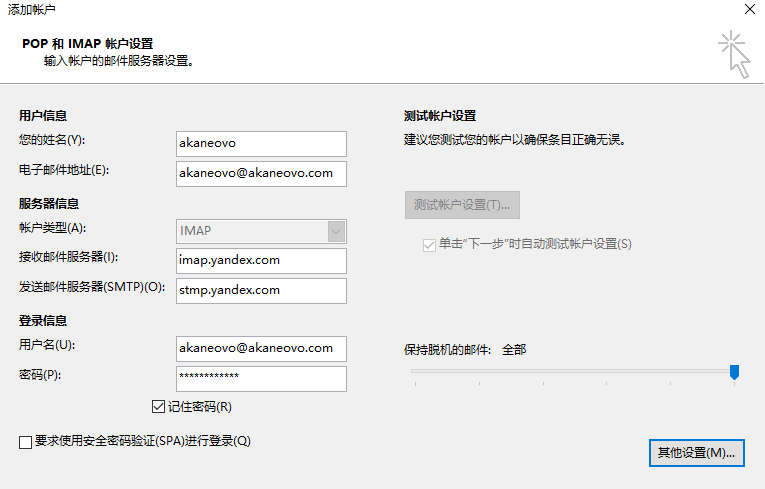 添加帐户
POP 和 IMAP 帐户设置
输入帐户的邮件服务器设置。
用户信息
您的姓名(Y):
akaneovo
电子邮件地址(E):
akaneovo@akaneovo.com
服务器信息
帐户类型(A):
IMAP
接收邮件服务器(I):
imap.yandex.com
发送邮件服务器(SMTP)(O):
stmp.yandex.com
登录信息
用户名(U):
akaneovo@akaneovo.com
密码(P):
************
记住密码(R)
要求使用安全密码验证(SPA)进行登录(Q)
测试帐户设置
建议您测试您的帐户以确保条目正确无误。
测试帐户设置(T)...
单击“下一步”时自动测试帐户设置(S)
保持脱机的邮件: 全部
其他设置(M)...